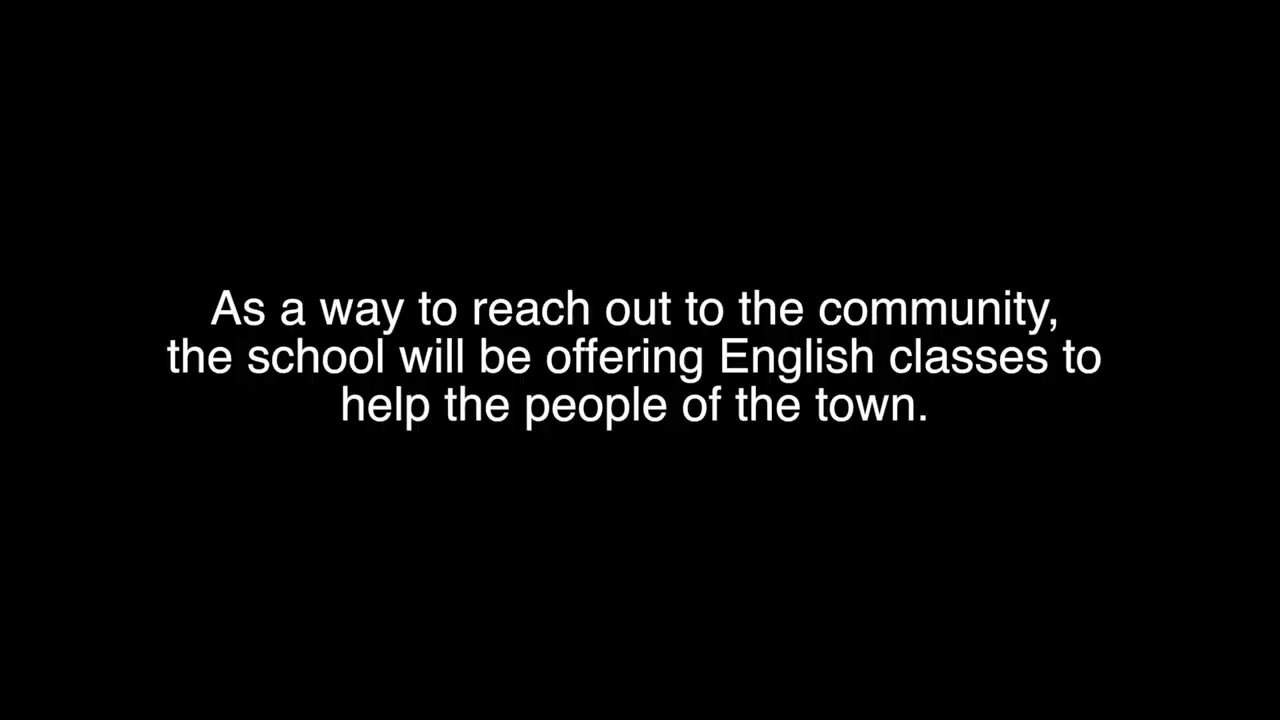 As a way to reach out to the community,
the school will be offering English classes to
help the people of the town.